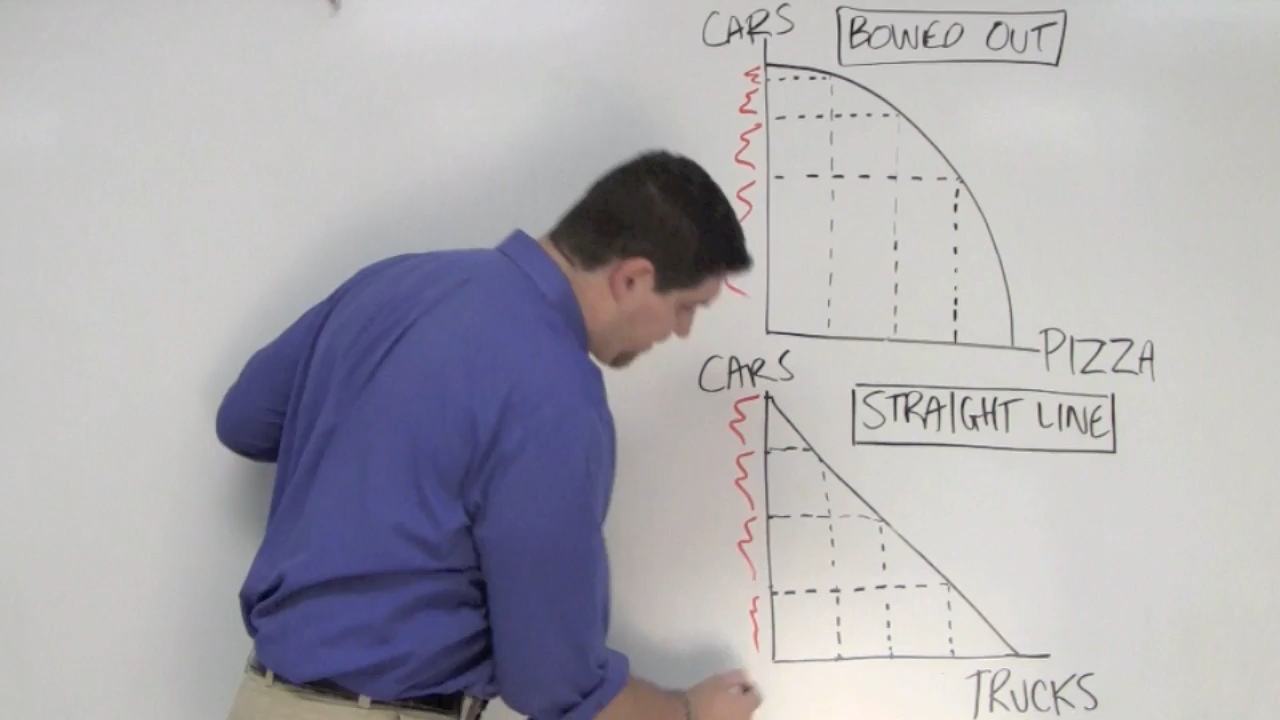 CARS
BOWED OUT
PIZZA
CARS
STRAIGHT LINE
TRUCKS